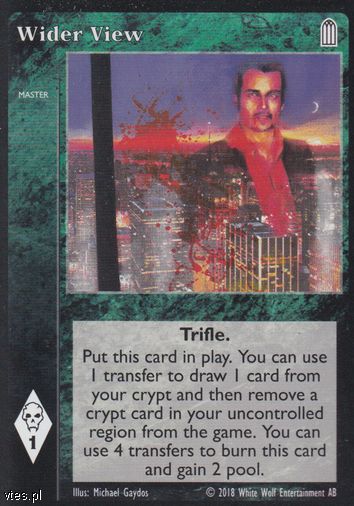 Wider View
MASTER
Trifle.
Put this card in play. You can use
1 transfer to draw 1 card from
your crypt and then remove a
crypt card in your uncontrolled
region from the game. You can
use 4 transfers to burn this card
and gain 2 pool.
1
vtes.pl
Illus: Michael Gaydos © 2018 White Wolf Entertainment AB